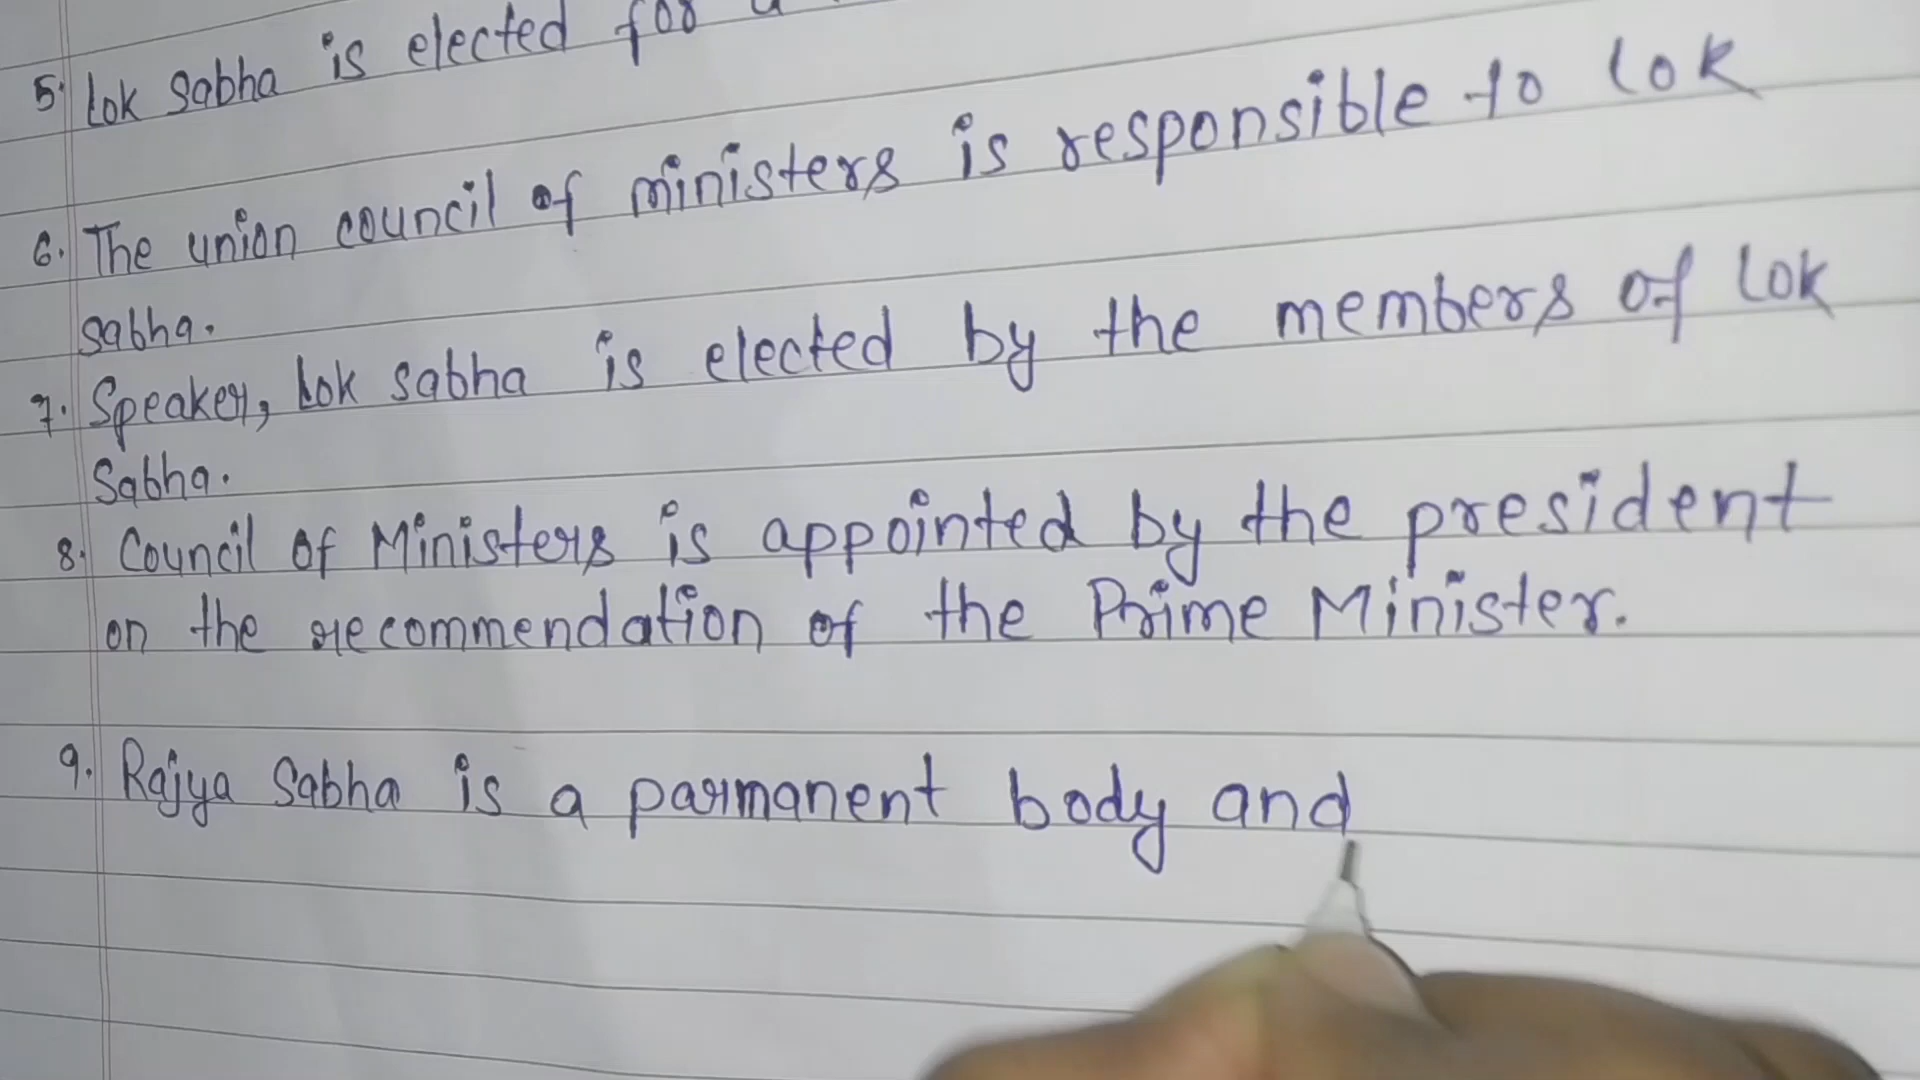 5. Lok Sabha is elected for a
6. The union council of ministers is responsible to lok
sabha.
7. Speaker, Lok sabha is elected by the members of lok
Sabha.
8. Council of Ministers is appointed by the president
on the recommendation of the Prime Minister.
9. Rajya Sabha is a parmanent body and